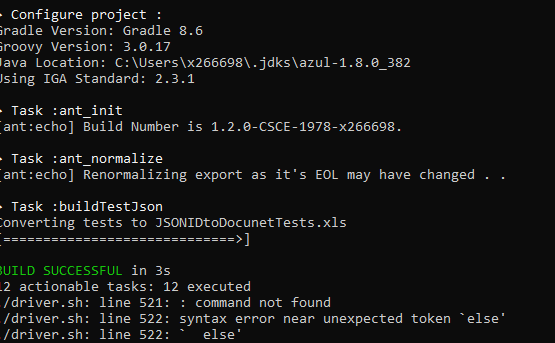 > Configure project :
Gradle Version: Gradle 8.6
Groovy Version: 3.0.17
Java Location: C:\Users\x266698\.jdks\azul-1.8.0_382
Using IGA Standard: 2.3.1
> Task :ant_init
[ant:echo] Build Number is 1.2.0-CSCE-1978-x266698.
> Task :ant_normalize
[ant:echo] Renormalizing export as it's EOL may have changed . .
> Task :buildTestJson
Converting tests to JSONIDtoDocunetTests.xls
[=============================>]
BUILD SUCCESSFUL in 3s
12 actionable tasks: 12 executed
./driver.sh: line 521: : command not found
./driver.sh: line 522: syntax error near unexpected token `else'
./driver.sh: line 522: `  else'